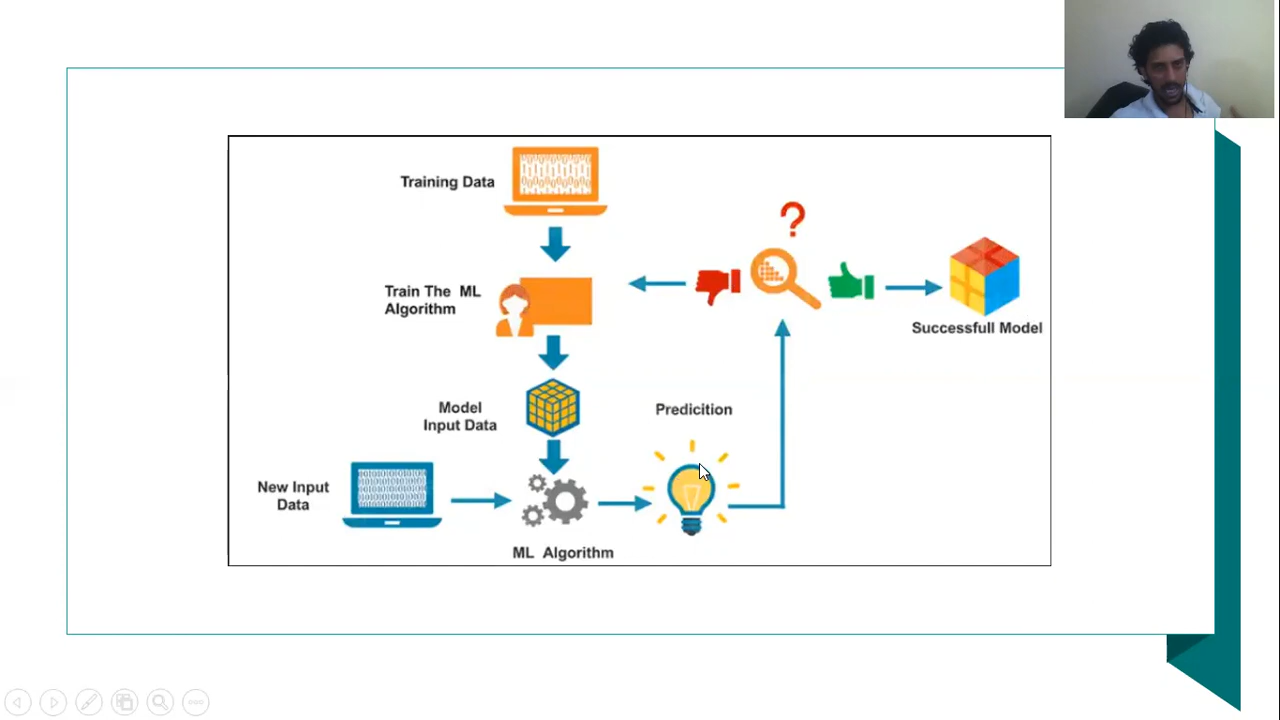 Training Data
?
Train The ML
Algorithm
Successfull Model
Model
Input Data
Predicition
New Input
Data
ML Algorithm